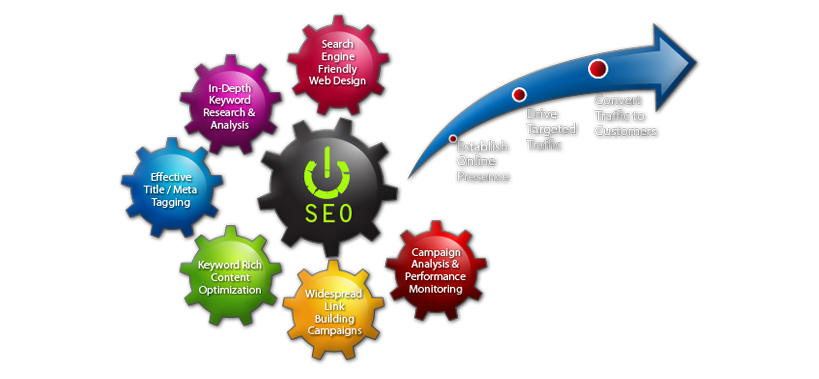 Search
Engine
Friendly
Web Design
In-Depth
Keyword
Research &
Analysis
Effective
Title / Meta
Tagging
Keyword Rich
Content
Optimization
Widespread
Link
Building
Campaigns
Campaign
Analysis &
Performance
Monitoring
SEO
Establish
Online
Presence
Drive
Targeted
Traffic
Convert
Traffic to
Customers